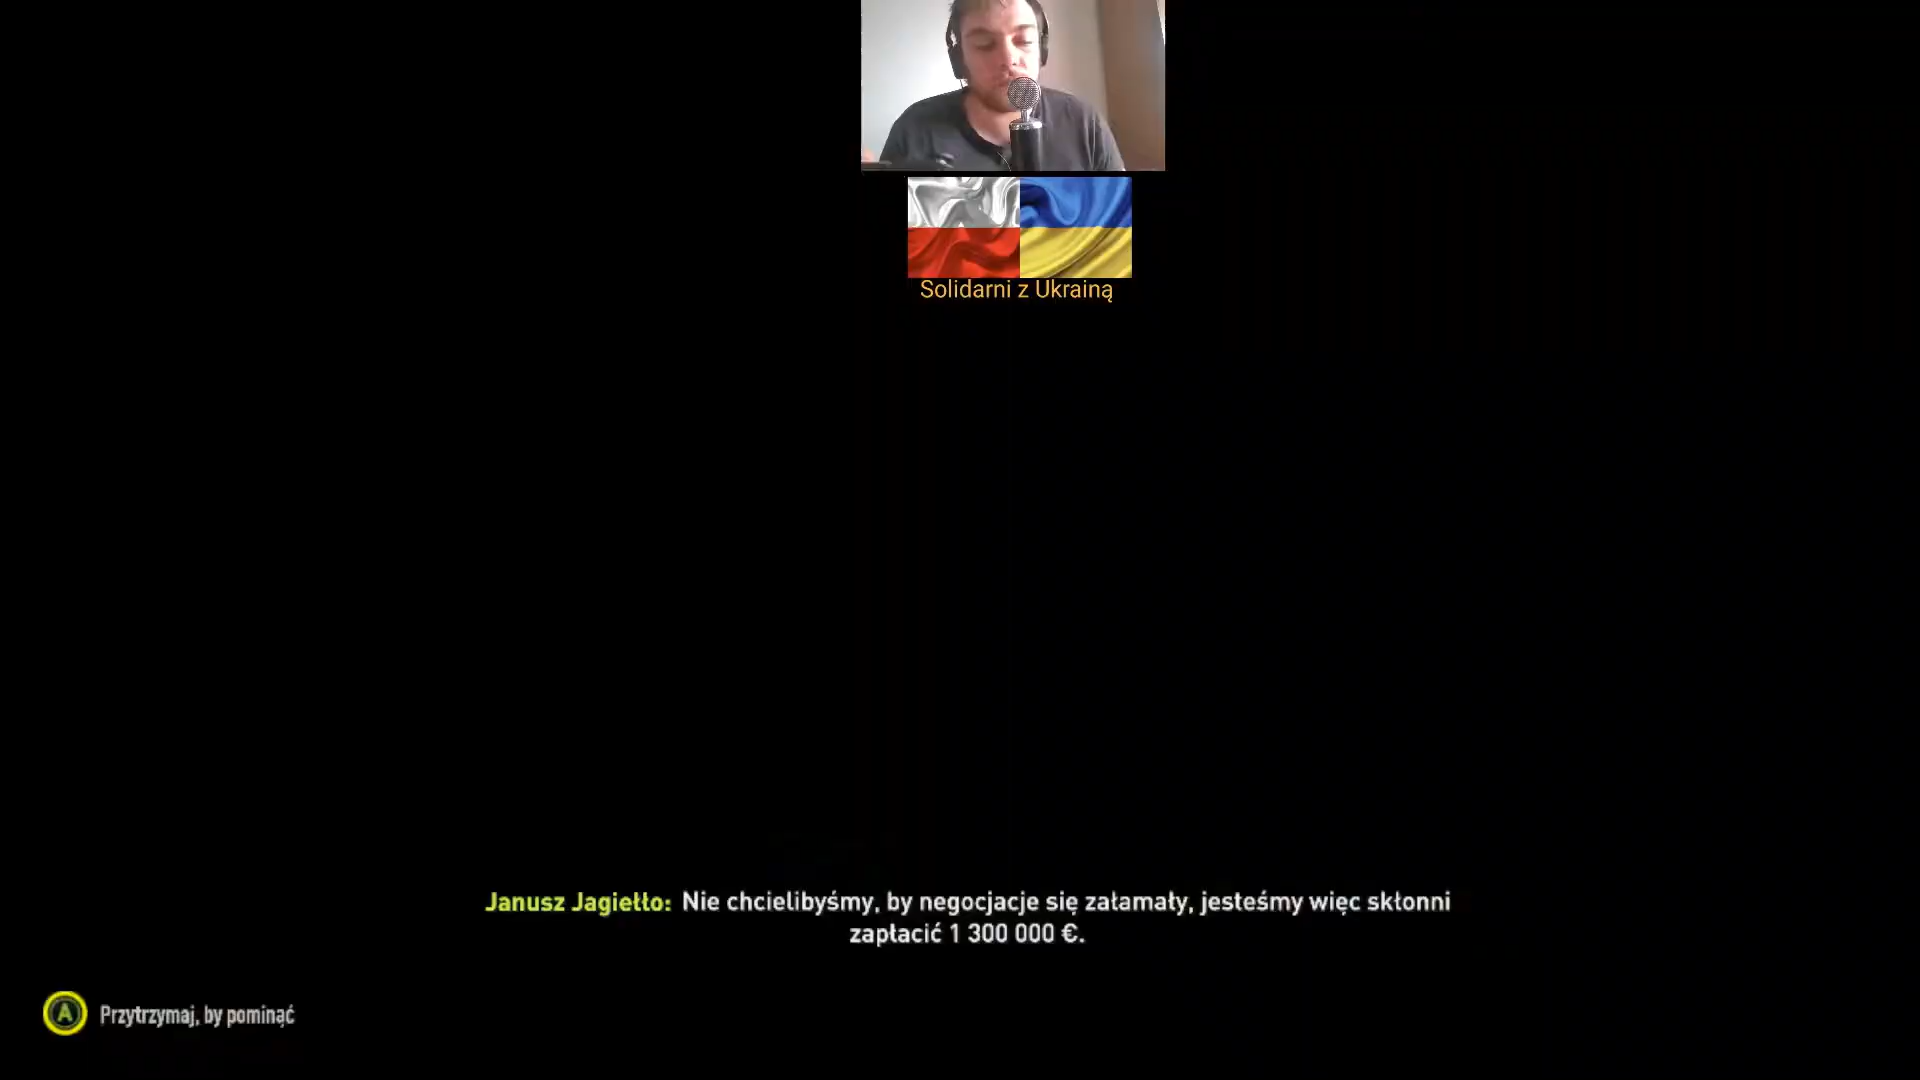 Solidarni z Ukrainą
Janusz Jagiełło: Nie chcielibyśmy, by negocjacje się załamały, jesteśmy więc skłonni
zapłacić 1 300 000 €.
A Przytrzymaj, by pominąć